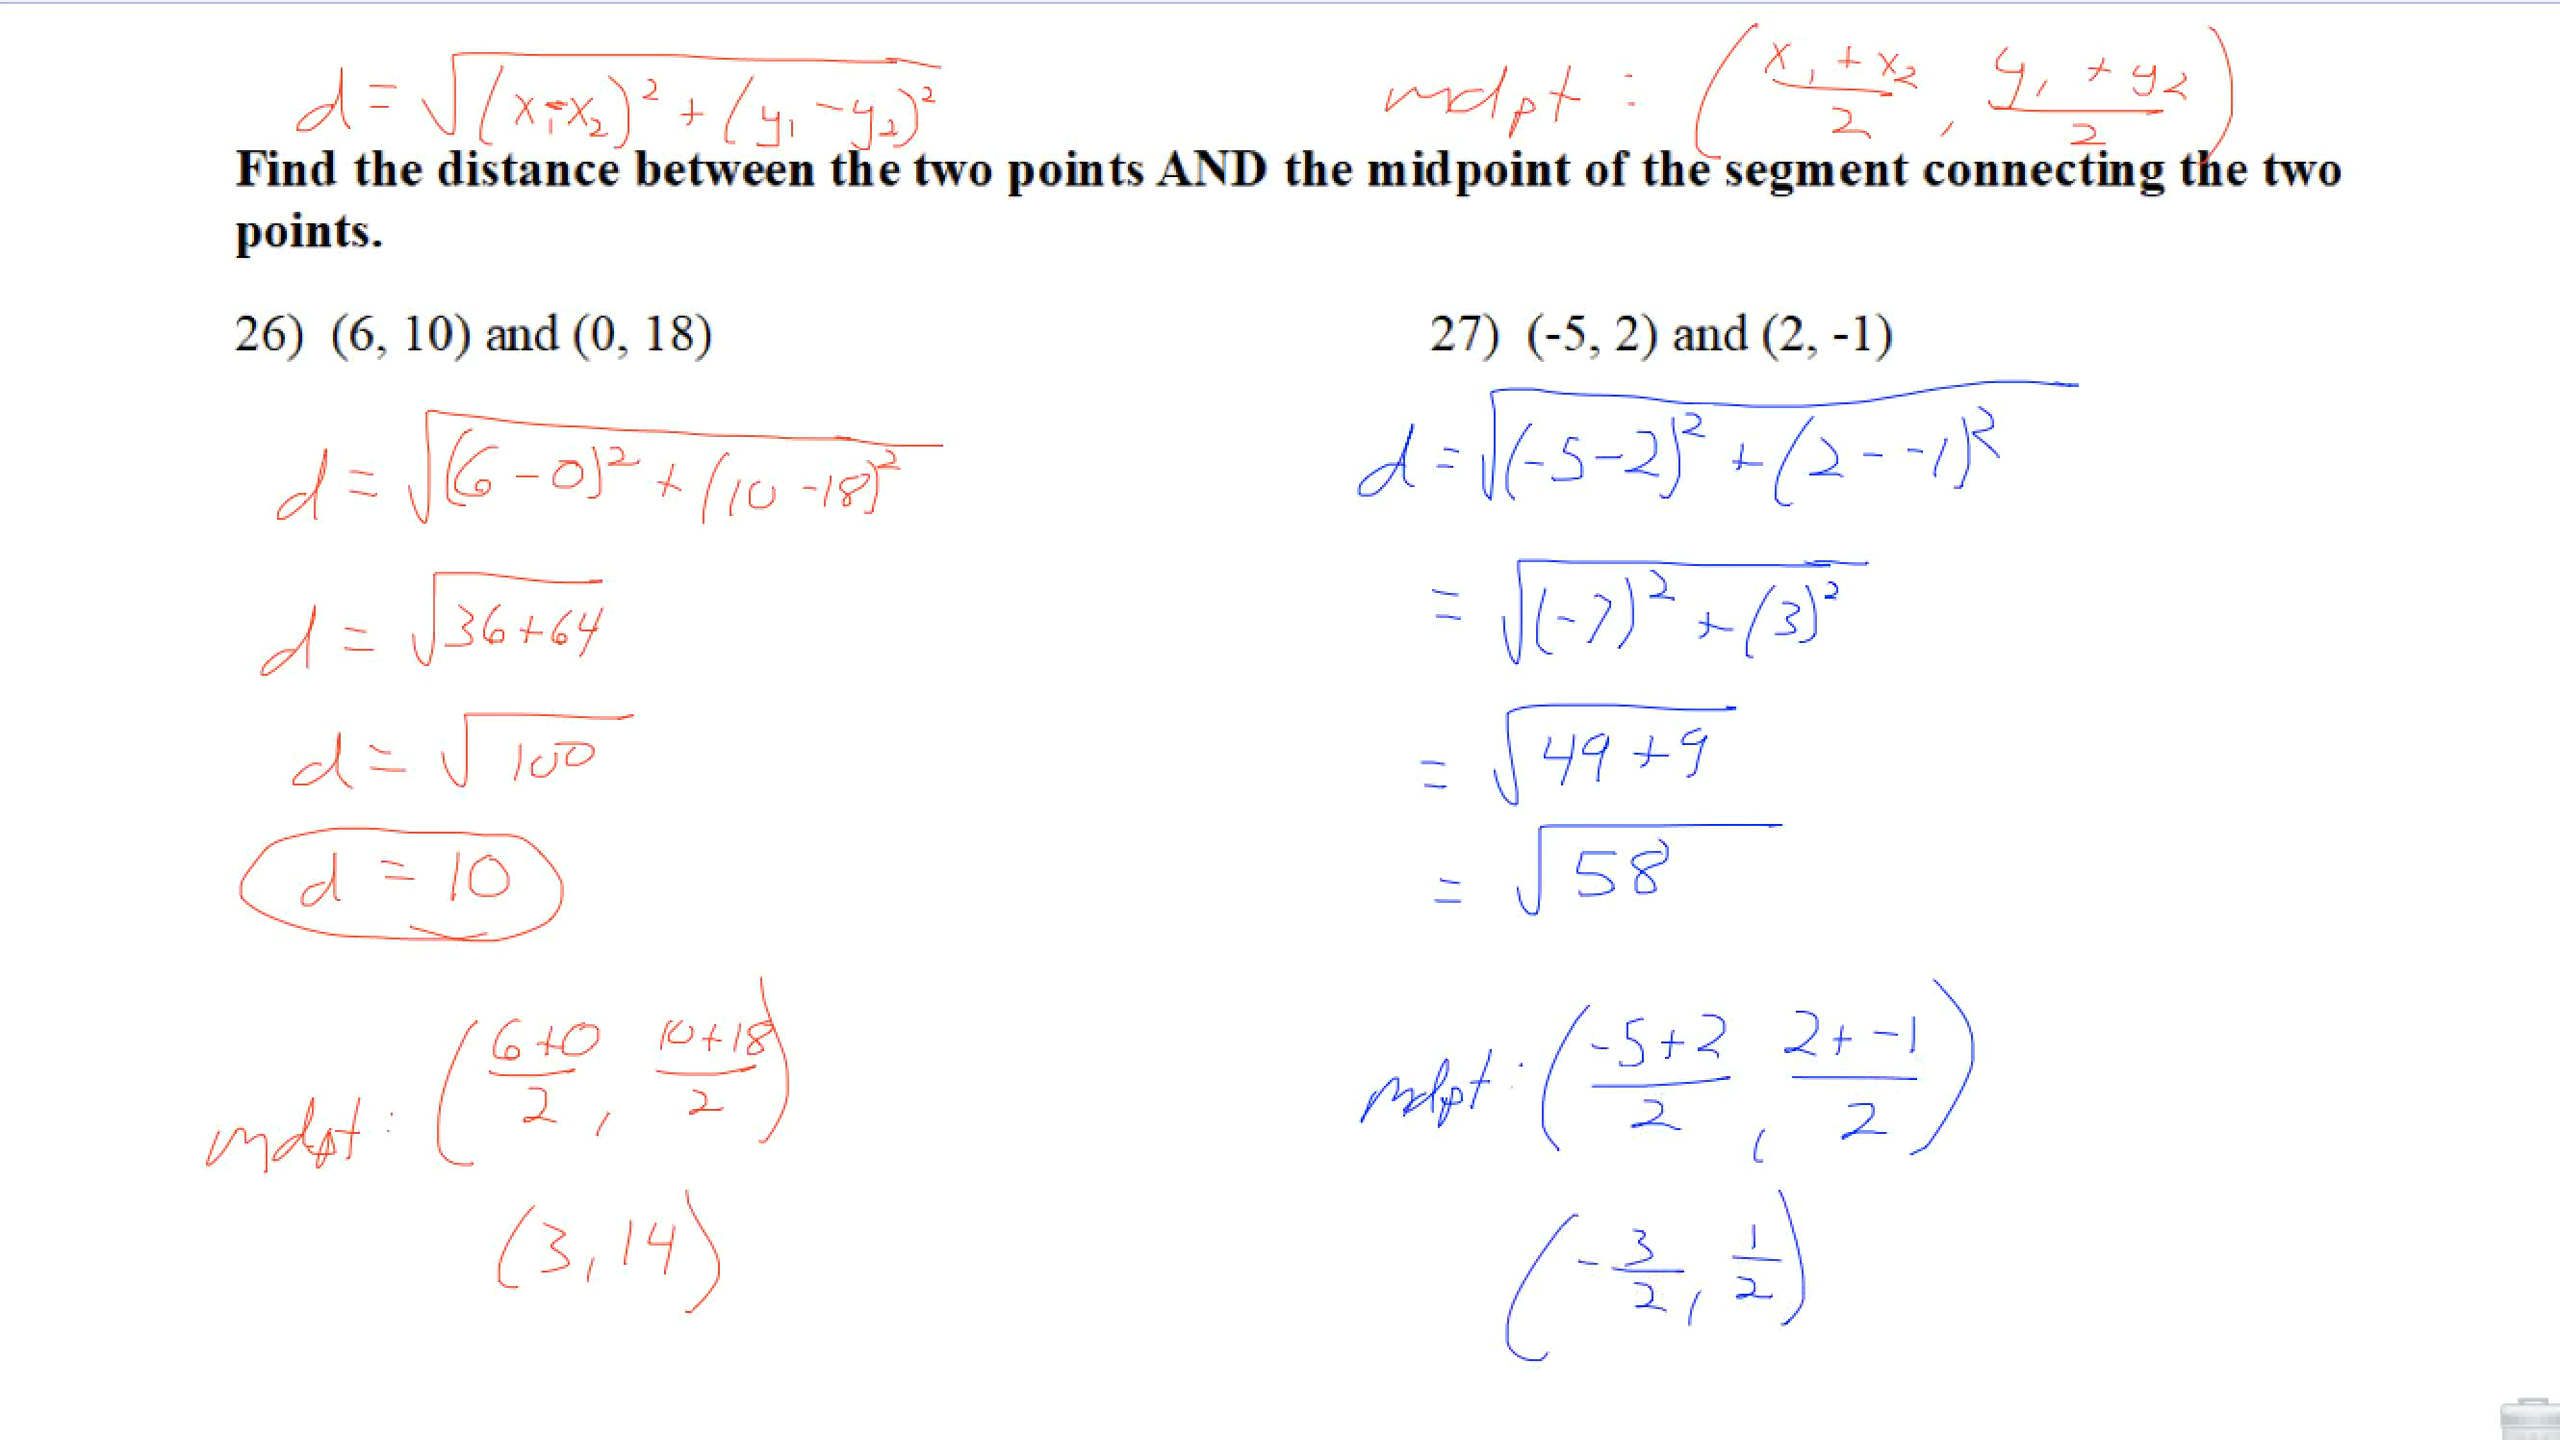 d = √(x₁-x₂)² + (y₁-y₂)²
mdpt : (x₁+x₂/2, y₁+y₂/2)
Find the distance between the two points AND the midpoint of the segment connecting the two
points.
26) (6, 10) and (0, 18)
d = √(6-0)² + (10-18)²
d = √36+64
d = √100
d = 10
mdpt : (6+0/2, 10+18/2)
(3, 14)
27) (-5, 2) and (2, -1)
d = √(-5-2)² + (2--1)²
= √(-7)² + (3)²
= √49+9
= √58
mdpt : (-5+2/2, 2+-1/2)
(-3/2, 1/2)